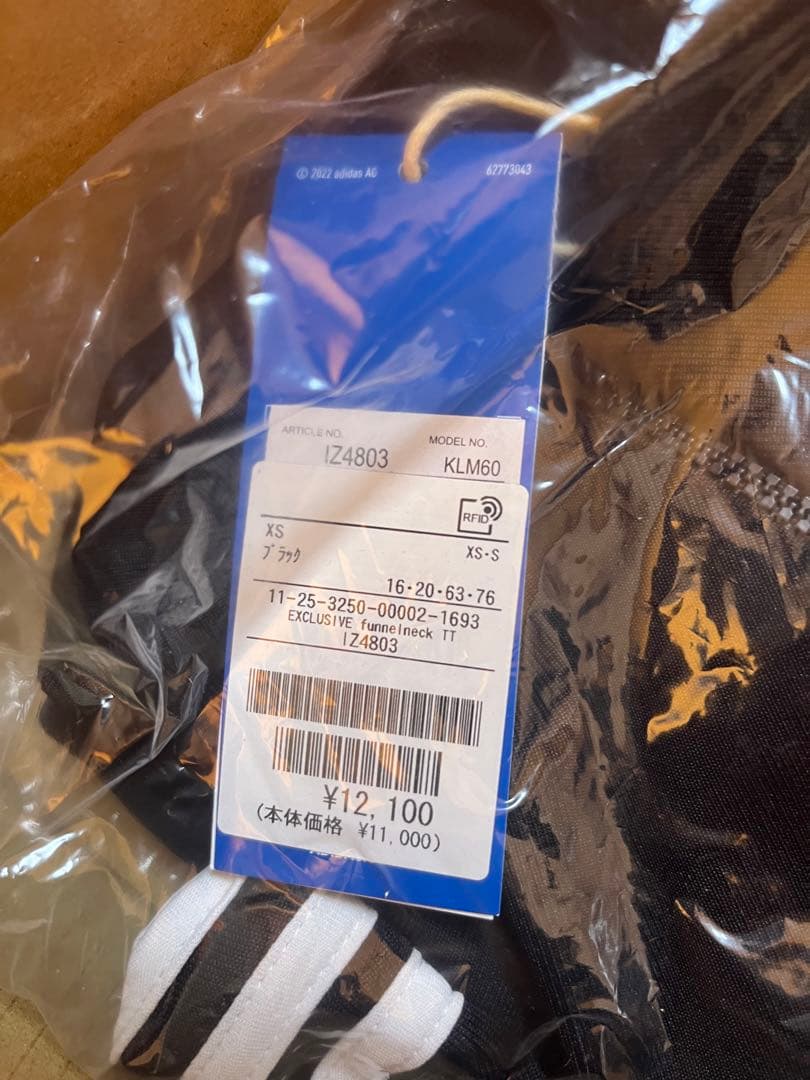 © 2022 adidas AG 62773043
ARTICLE NO. MODEL NO.
IZ4803 KLM60
RFID
XS
ブラック XS・S
16・20・63・76
11-25-3250-00002-1693
EXCLUSIVE funnelneck TT
IZ4803
¥12,100
(本体価格 ¥11,000)